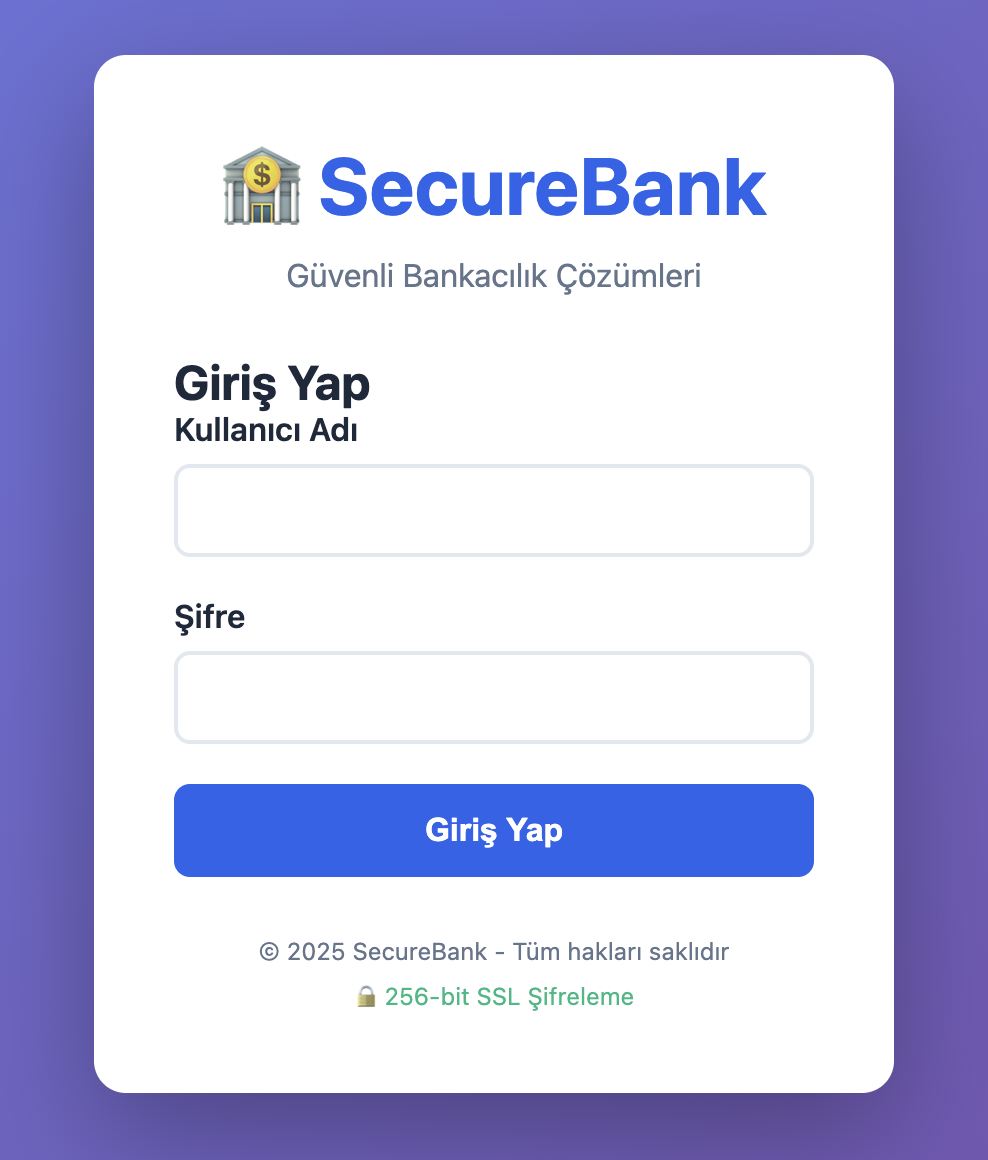 SecureBank
Güvenli Bankacılık Çözümleri
Giriş Yap
Kullanıcı Adı
Şifre
Giriş Yap
© 2025 SecureBank - Tüm hakları saklıdır
256-bit SSL Şifreleme